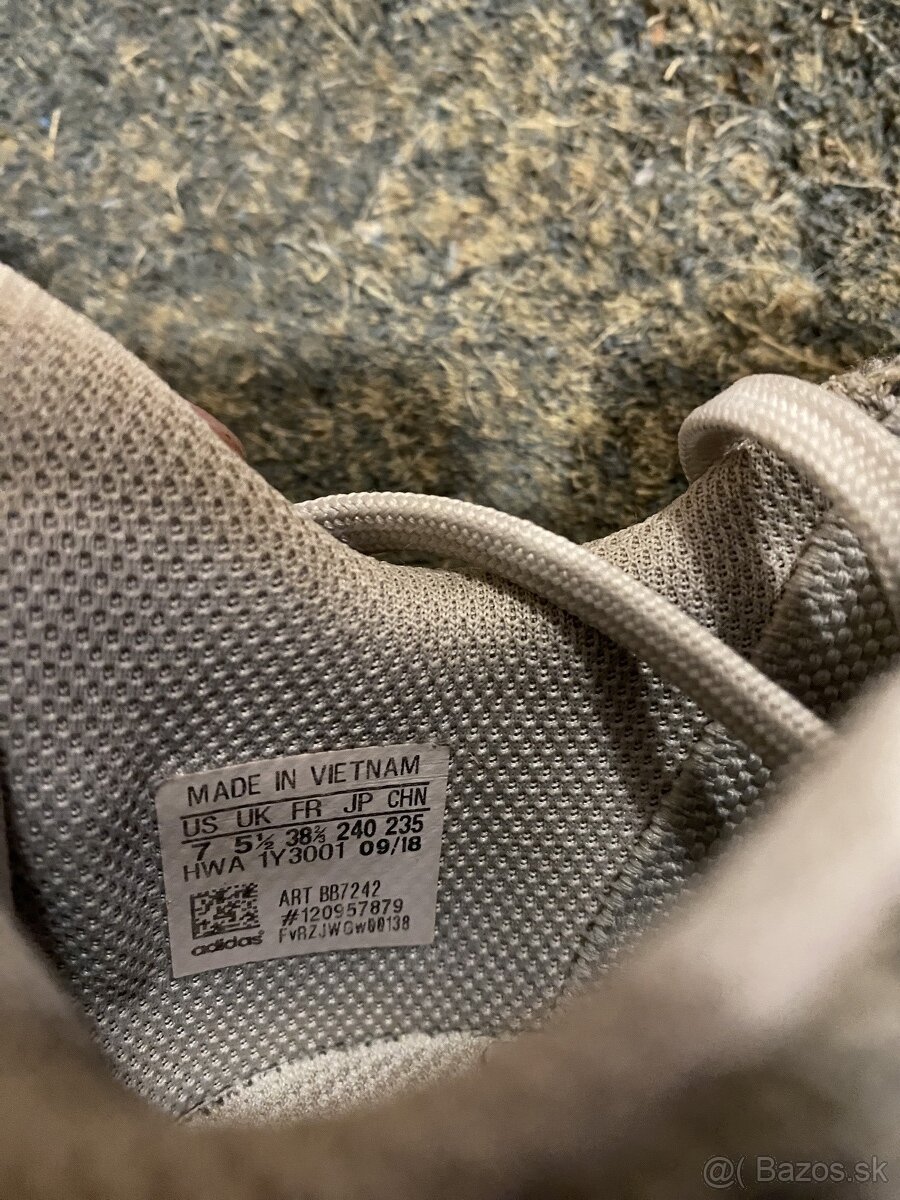 MADE IN VIETNAM
US UK FR JP CHN
7 5½ 38⅔ 240 235
HWA 1Y3001 09/18
ART BB7242
#120957879
FvRZJWGw00138
adidas
@( Bazos.sk